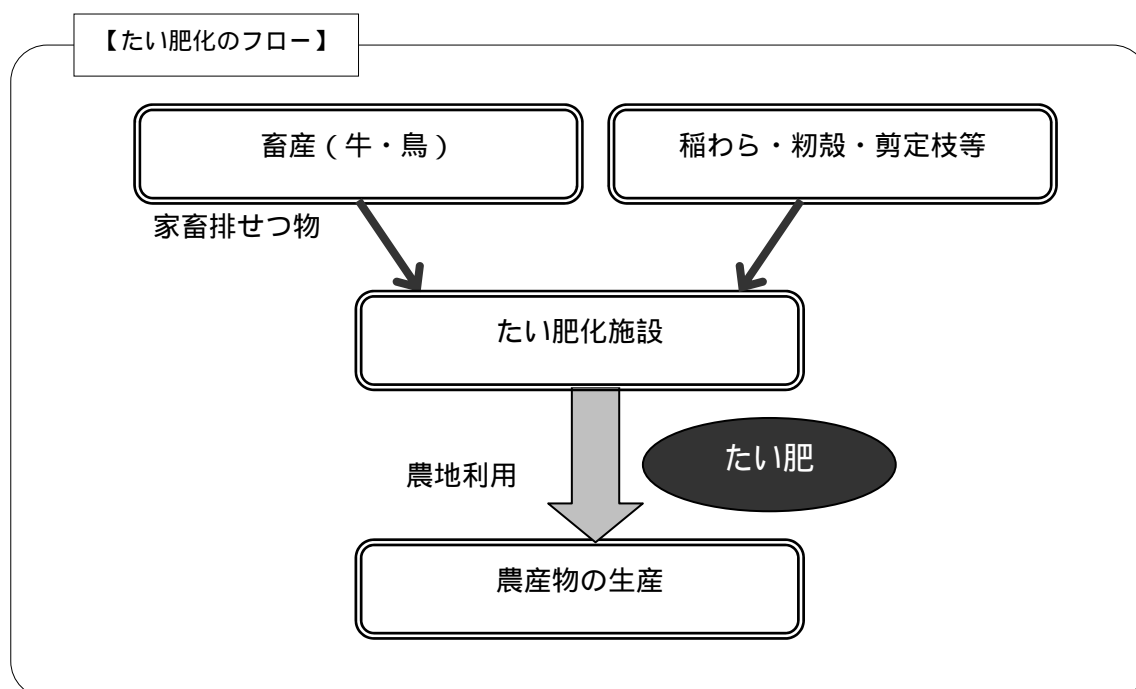 【たい肥化のフロー】
畜産（牛・鳥）
稲わら・籾殻・剪定枝等
家畜排せつ物
たい肥化施設
たい肥
農地利用
農産物の生産